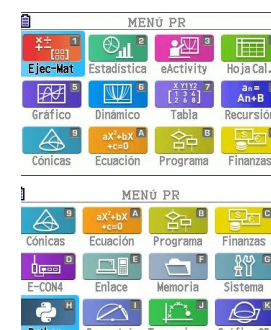 MENÚ PR
Ejec-Mat Estadística eActivity Hoja Cal.
Gráfico Dinámico Tabla Recursión
Cónicas Ecuación Programa Finanzas
MENÚ PR
Cónicas Ecuación Programa Finanzas
E-CON4 Enlace Memoria Sistema